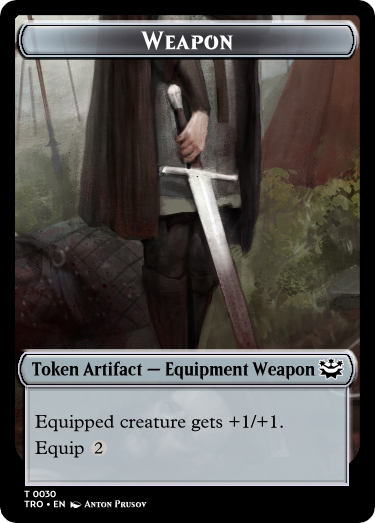 Weapon
Token Artifact — Equipment Weapon
Equipped creature gets +1/+1.
Equip 2
T 0030
TRO • EN Anton Prusov